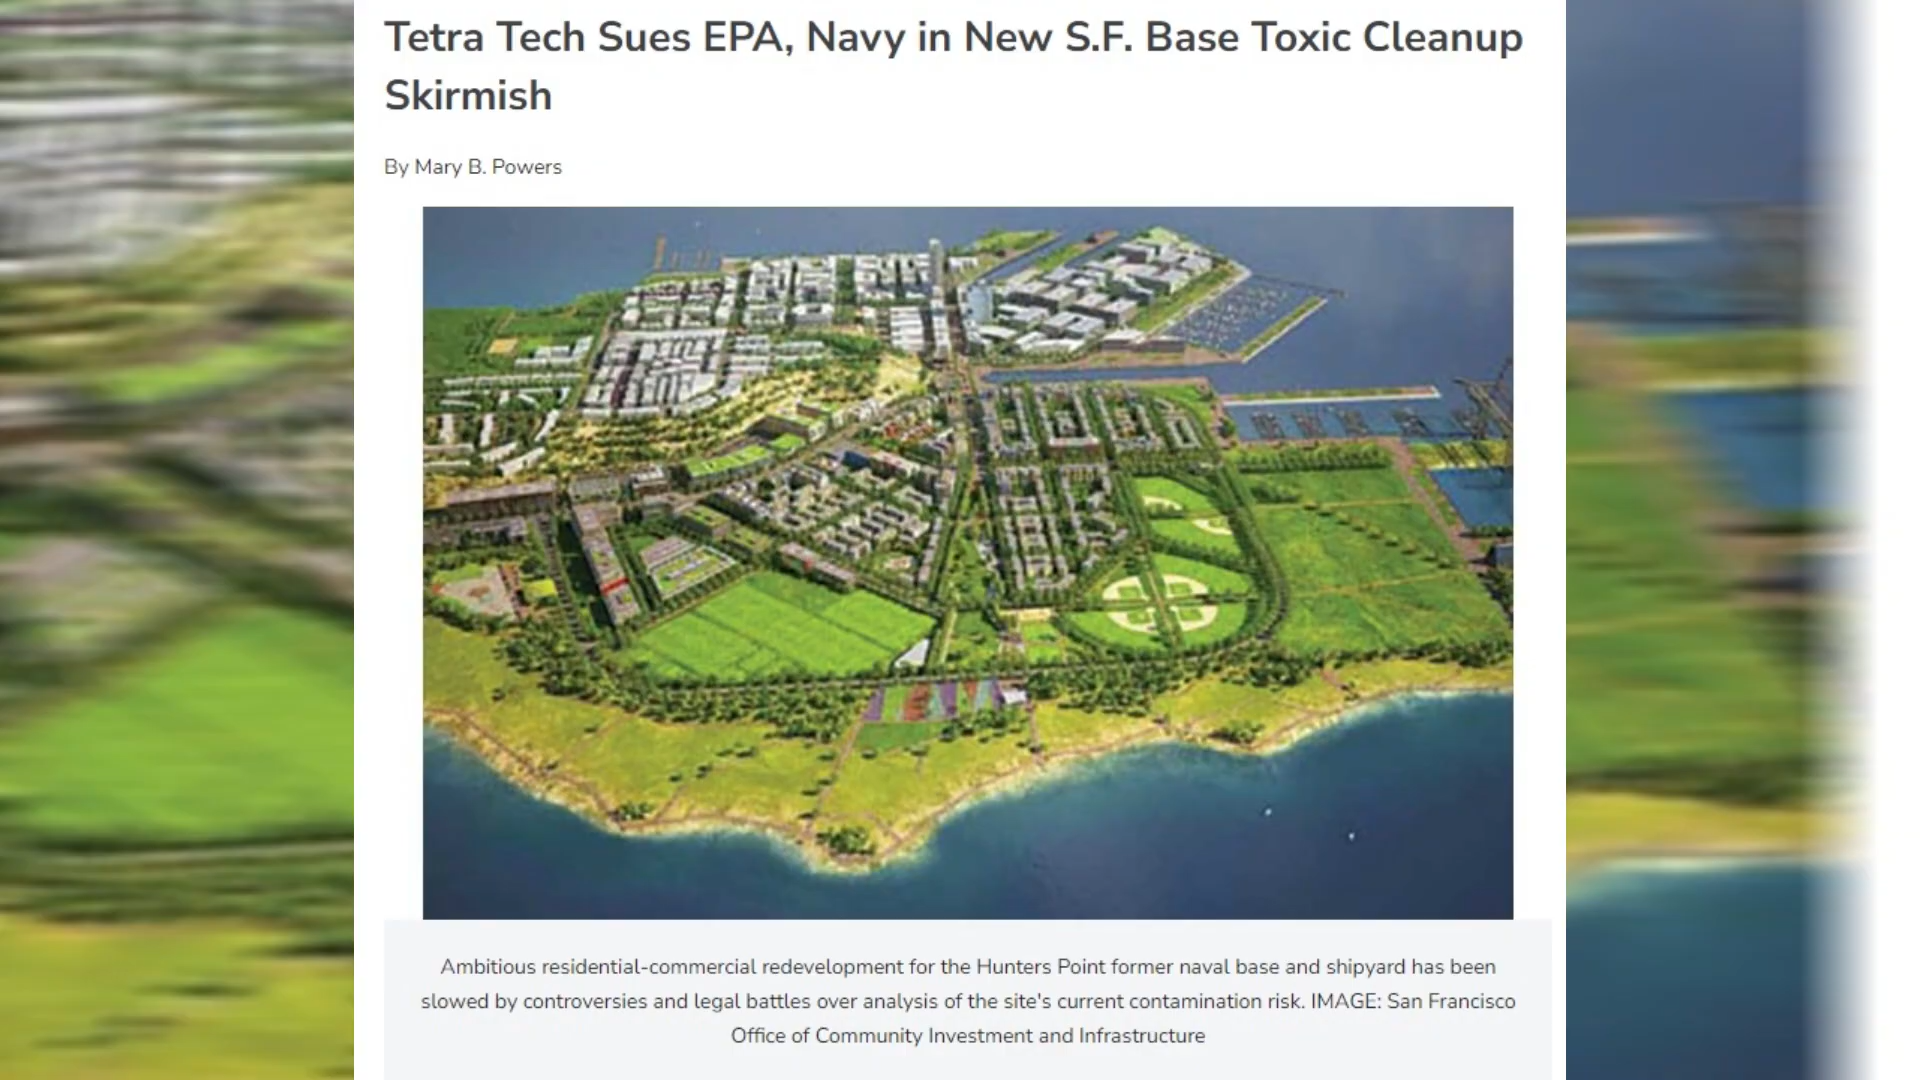 Tetra Tech Sues EPA, Navy in New S.F. Base Toxic Cleanup
Skirmish
By Mary B. Powers
Ambitious residential-commercial redevelopment for the Hunters Point former naval base and shipyard has been
slowed by controversies and legal battles over analysis of the site's current contamination risk. IMAGE: San Francisco
Office of Community Investment and Infrastructure